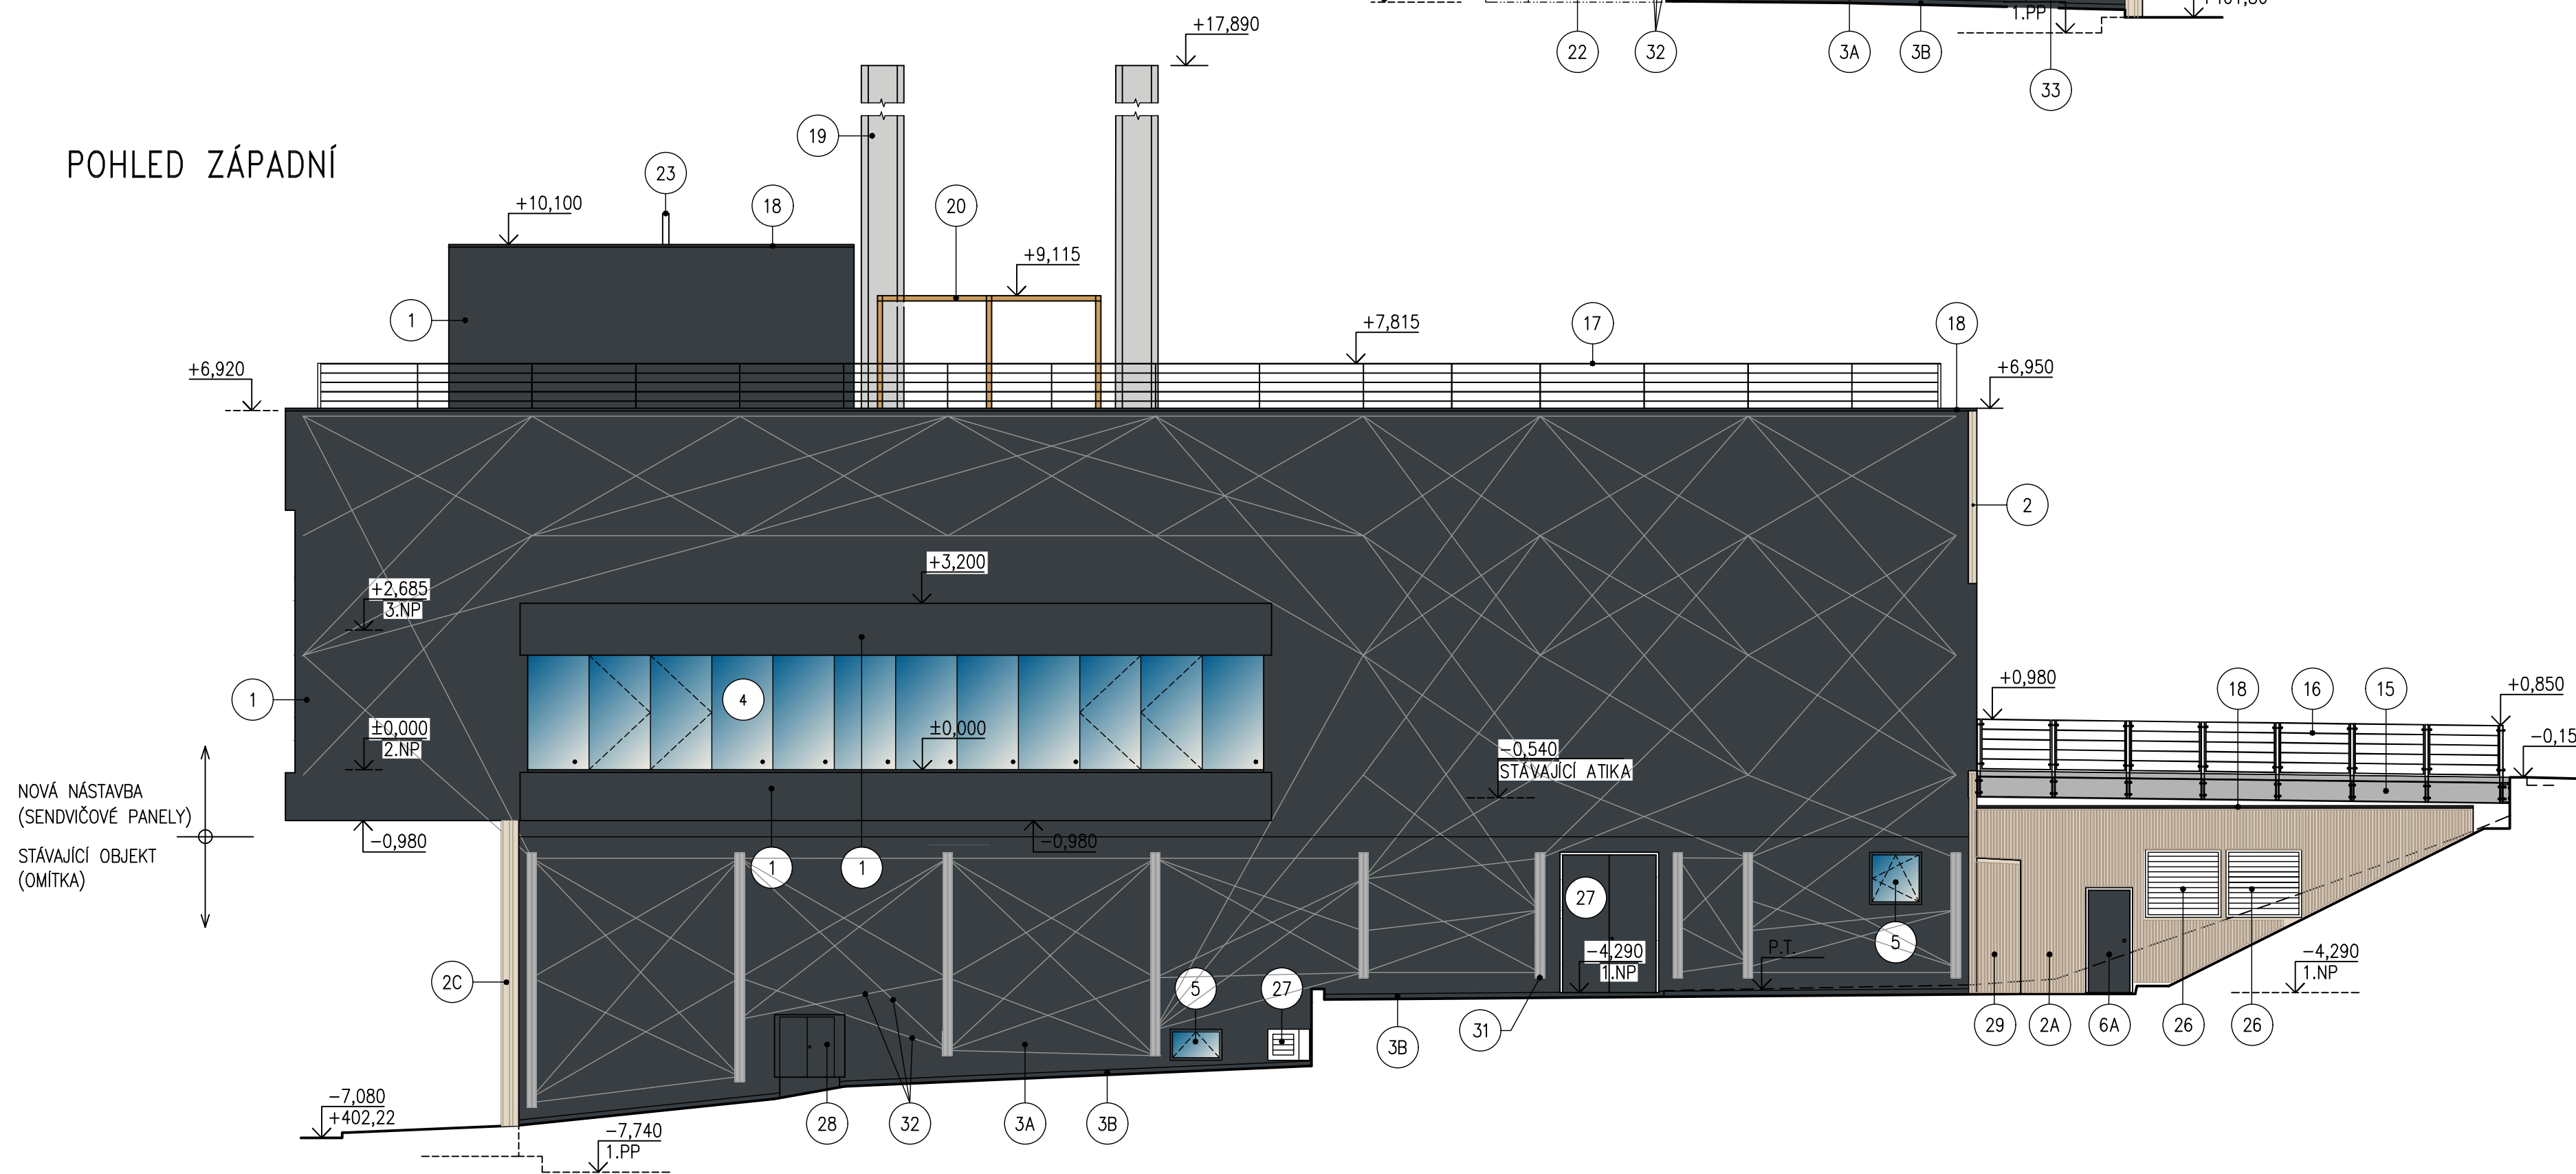 1.PP
22
32
3A
3B
33
+17,890
19
POHLED ZÁPADNÍ
23
18
20
+10,100
+9,115
1
+7,815
17
18
+6,920
+6,950
2
+3,200
+2,685
3.NP
1
4
±0,000
2.NP
±0,000
-0,540
STÁVAJÍCÍ ATIKA
+0,980
18
16
15
+0,850
NOVÁ NÁSTAVBA
(SENDVIČOVÉ PANELY)
STÁVAJÍCÍ OBJEKT
(OMÍTKA)
-0,980
-0,980
1
1
27
5
2C
-4,290
1.NP
P.T.
-4,290
1.NP
5
27
31
3B
29
2A
6A
26
26
-7,080
+402,22
28
32
3A
3B
-7,740
1.PP